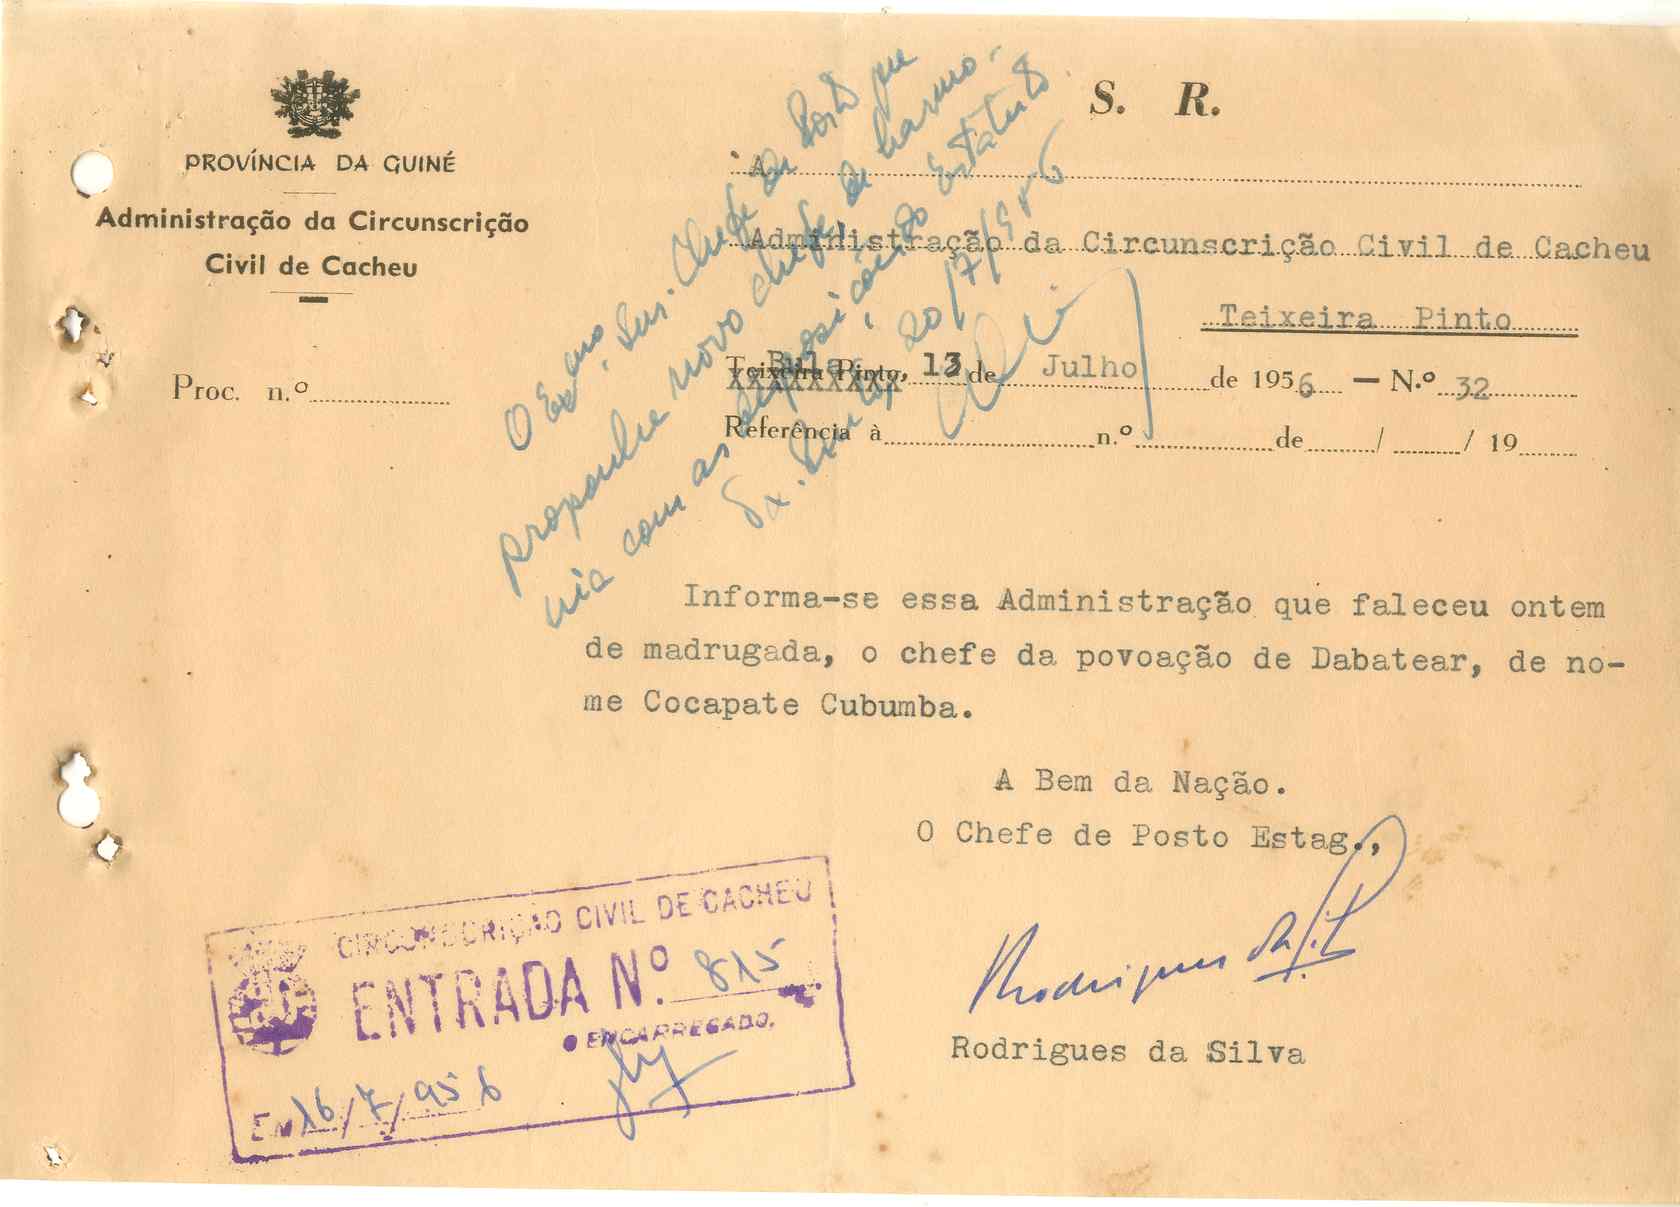 PROVÍNCIA DA GUINÉ
Administração da Circunscrição
Civil de Cacheu
Proc. n.º
S. R.
A
Administração da Circunscrição Civil de Cacheu
Teixeira Pinto
Teixeira Pinto, 13 de Julho de 1956 — N.º 32
Bula
Referência à n.º de / / 19
O Exmo. Snr. Chefe de Posto que
proponha novo chefe, de harmo-
nia com as disposições do Estatuto.
20/7/956
Informa-se essa Administração que faleceu ontem
de madrugada, o chefe da povoação de Dabatear, de no-
me Cocapate Cubumba.
A Bem da Nação.
O Chefe de Posto Estag.,
Rodrigues da Silva
CIRCUNSCRIÇÃO CIVIL DE CACHEU
ENTRADA N.º 815
O ENCARREGADO,
EM 16/7/956